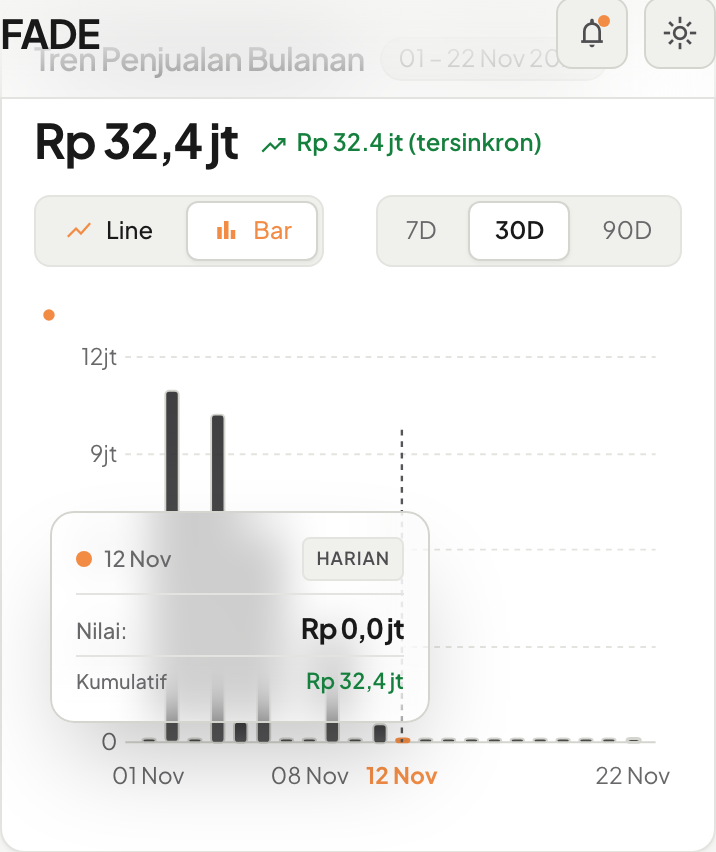 FADE
Tren Penjualan Bulanan
01 – 22 Nov 20
Rp 32,4 jt
Rp 32.4 jt (tersinkron)
Line
Bar
7D
30D
90D
12jt
9jt
12 Nov
HARIAN
Nilai:
Rp 0,0 jt
Kumulatif
Rp 32,4 jt
0
01 Nov
08 Nov
12 Nov
22 Nov